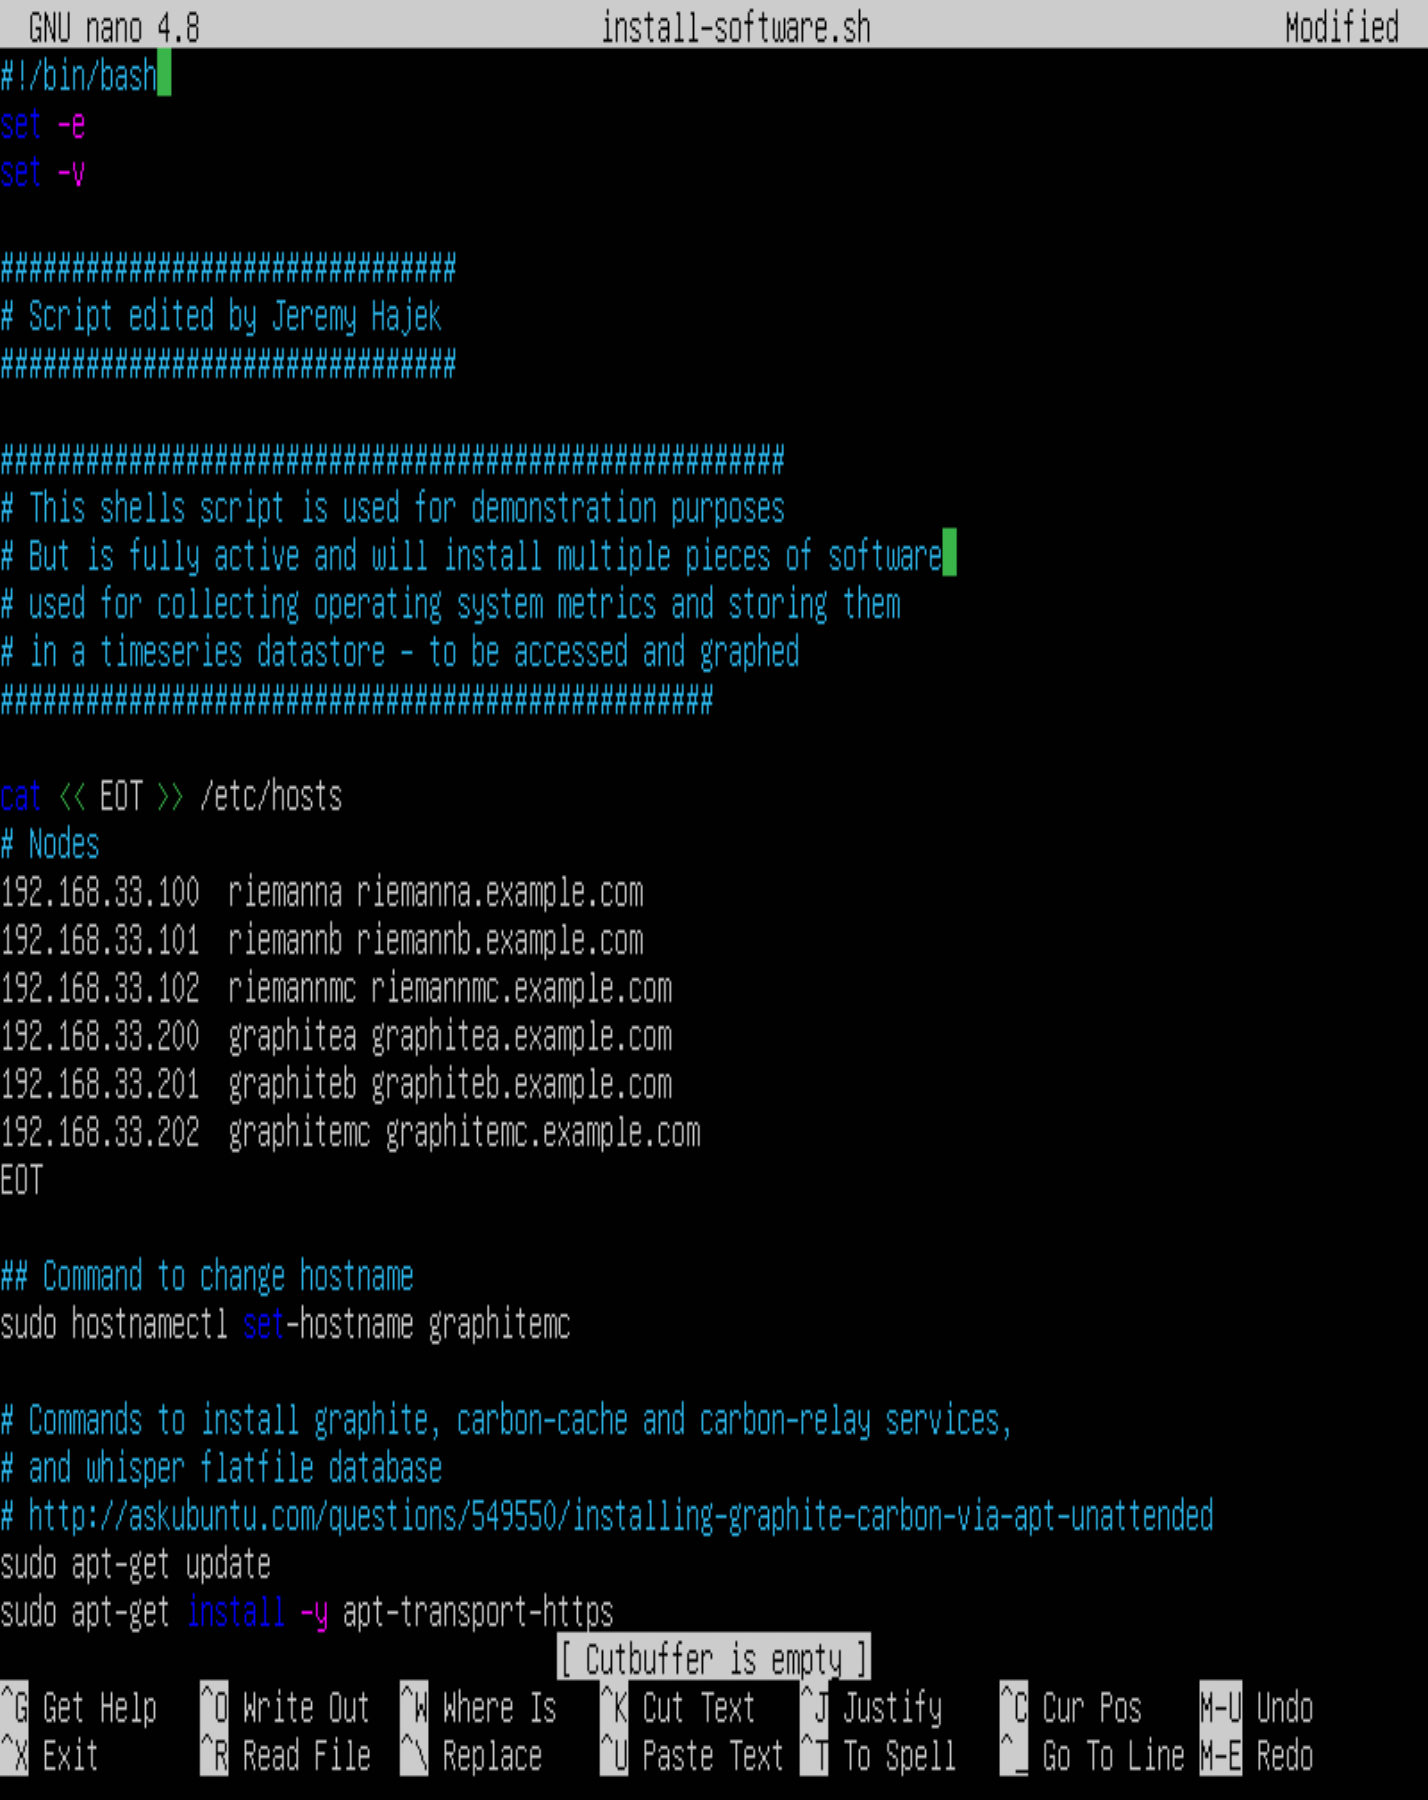 GNU nano 4.8 install-software.sh Modified
#!/bin/bash
set -e
set -v
################################
# Script edited by Jeremy Hajek
################################
#######################################################
# This shells script is used for demonstration purposes
# But is fully active and will install multiple pieces of software
# used for collecting operating system metrics and storing them
# in a timeseries datastore - to be accessed and graphed
##################################################
cat << EOT >> /etc/hosts
# Nodes
192.168.33.100  riemanna riemanna.example.com
192.168.33.101  riemannb riemannb.example.com
192.168.33.102  riemannmc riemannmc.example.com
192.168.33.200  graphitea graphitea.example.com
192.168.33.201  graphiteb graphiteb.example.com
192.168.33.202  graphitemc graphitemc.example.com
EOT
## Command to change hostname
sudo hostnamectl set-hostname graphitemc
# Commands to install graphite, carbon-cache and carbon-relay services,
# and whisper flatfile database
# http://askubuntu.com/questions/549550/installing-graphite-carbon-via-apt-unattended
sudo apt-get update
sudo apt-get install -y apt-transport-https
[ Cutbuffer is empty ]
^G Get Help ^O Write Out ^W Where Is ^K Cut Text ^J Justify ^C Cur Pos M-U Undo
^X Exit ^R Read File ^\ Replace ^U Paste Text ^T To Spell ^_ Go To Line M-E Redo